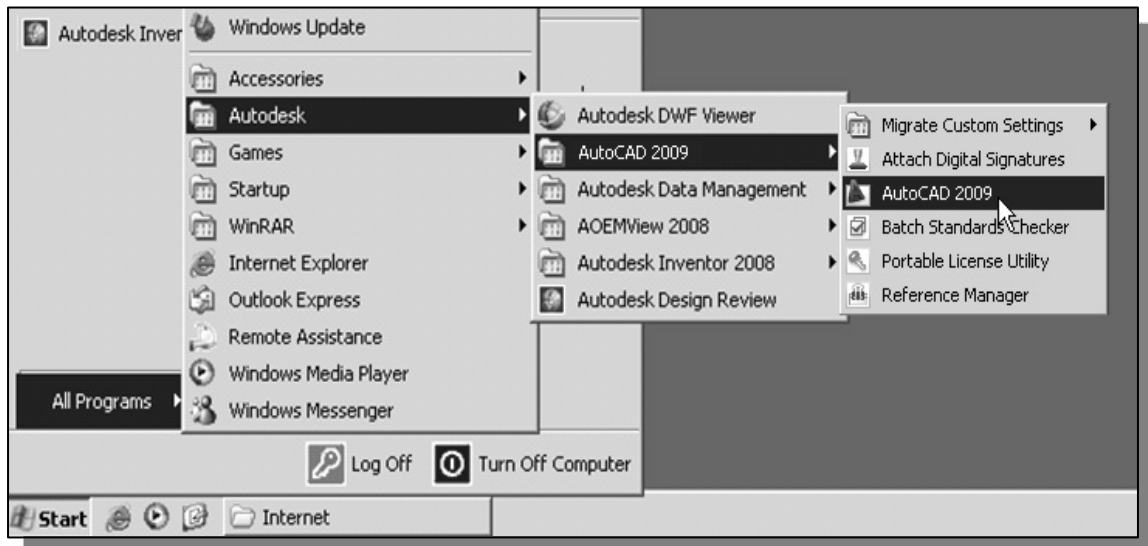 Autodesk Inver
Windows Update
Accessories
Autodesk
Games
Startup
WinRAR
Internet Explorer
Outlook Express
Remote Assistance
Windows Media Player
Windows Messenger
Autodesk DWF Viewer
AutoCAD 2009
Autodesk Data Management
AOEMView 2008
Autodesk Inventor 2008
Autodesk Design Review
Migrate Custom Settings
Attach Digital Signatures
AutoCAD 2009
Batch Standards Checker
Portable License Utility
Reference Manager
All Programs
Log Off
Turn Off Computer
Start
Internet